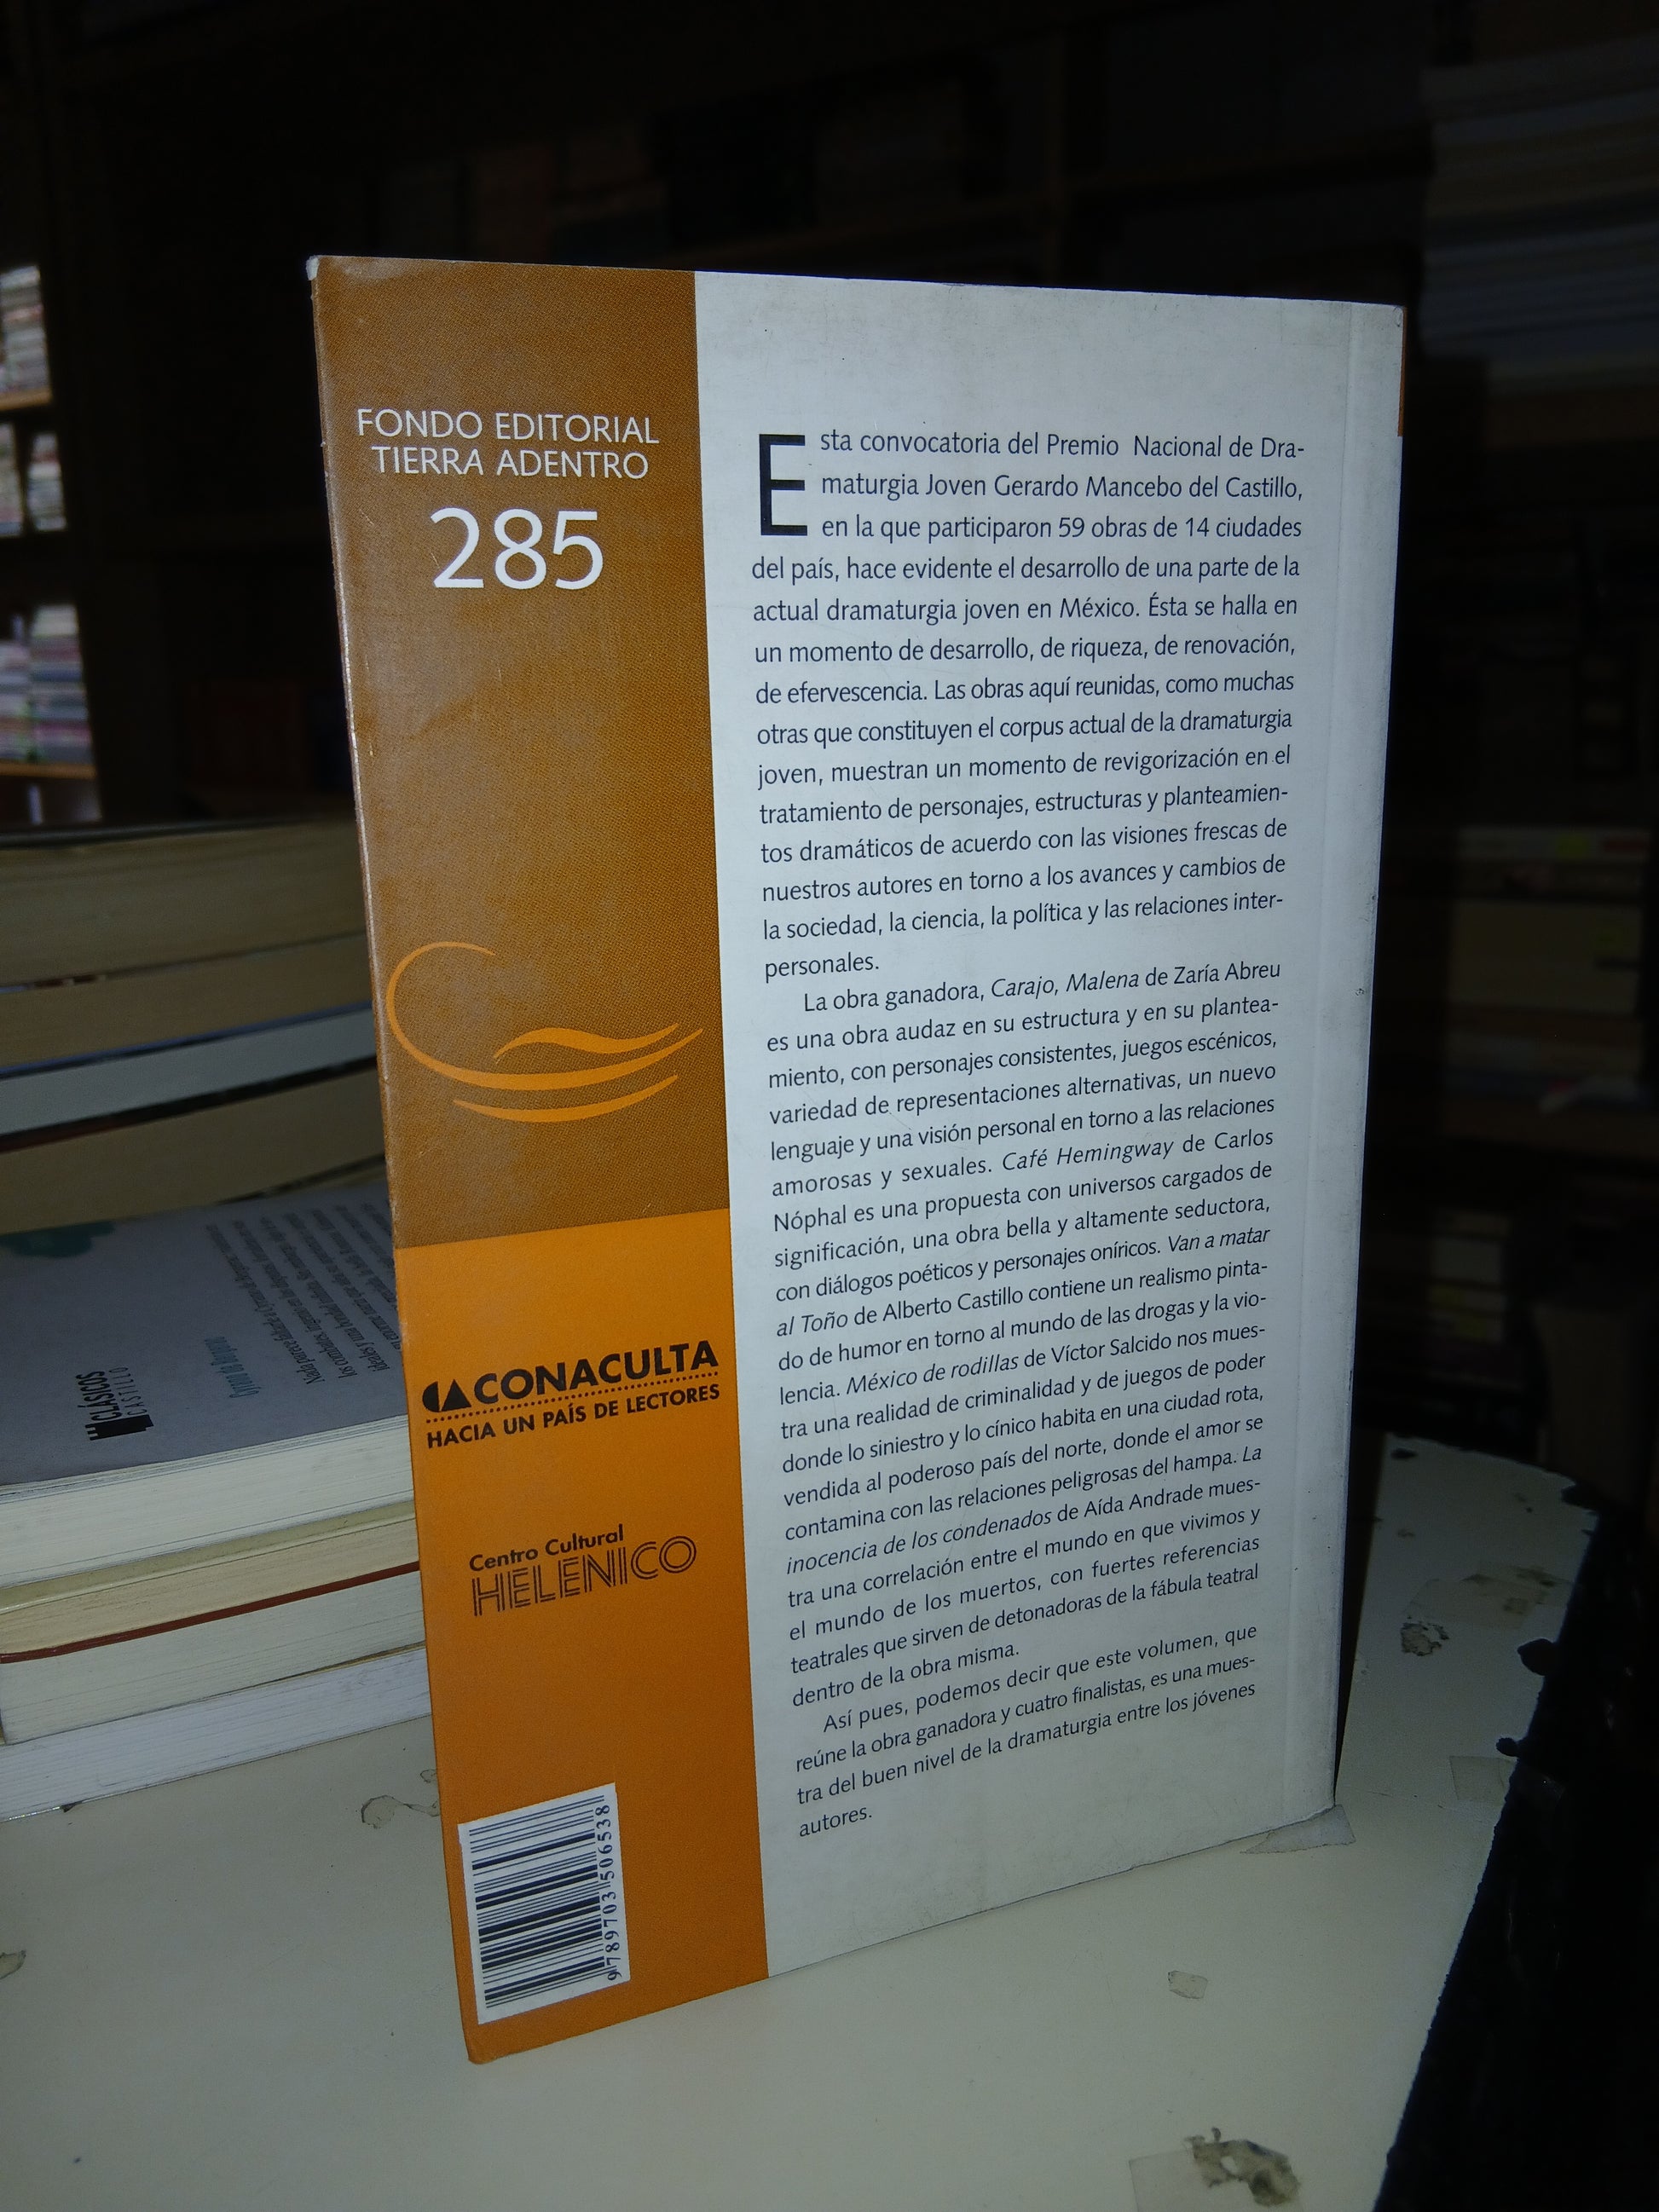 FONDO EDITORIAL
TIERRA ADENTRO
285
CONACULTA
HACIA UN PAÍS DE LECTORES
Centro Cultural
HELENICO
9789703506538
Esta convocatoria del Premio Nacional de Dra-
maturgia Joven Gerardo Mancebo del Castillo,
en la que participaron 59 obras de 14 ciudades
del país, hace evidente el desarrollo de una parte de la
actual dramaturgia joven en México. Ésta se halla en
un momento de desarrollo, de riqueza, de renovación,
de efervescencia. Las obras aquí reunidas, como muchas
otras que constituyen el corpus actual de la dramaturgia
joven, muestran un momento de revigorización en el
tratamiento de personajes, estructuras y planteamien-
tos dramáticos de acuerdo con las visiones frescas de
nuestros autores en torno a los avances y cambios de
la sociedad, la ciencia, la política y las relaciones inter-
personales.
La obra ganadora, Carajo, Malena de Zaría Abreu
es una obra audaz en su estructura y en su plantea-
miento, con personajes consistentes, juegos escénicos,
variedad de representaciones alternativas, un nuevo
lenguaje y una visión personal en torno a las relaciones
amorosas y sexuales. Café Hemingway de Carlos
Nóphal es una propuesta con universos cargados de
significación, una obra bella y altamente seductora,
con diálogos poéticos y personajes oníricos. Van a matar
al Toño de Alberto Castillo contiene un realismo pinta-
do de humor en torno al mundo de las drogas y la vio-
lencia. México de rodillas de Víctor Salcido nos mues-
tra una realidad de criminalidad y de juegos de poder
donde lo siniestro y lo cínico habita en una ciudad rota,
vendida al poderoso país del norte, donde el amor se
contamina con las relaciones peligrosas del hampa. La
inocencia de los condenados de Aída Andrade mues-
tra una correlación entre el mundo en que vivimos y
el mundo de los muertos, con fuertes referencias
teatrales que sirven de detonadoras de la fábula teatral
dentro de la obra misma.
Así pues, podemos decir que este volumen, que
reúne la obra ganadora y cuatro finalistas, es una mues-
tra del buen nivel de la dramaturgia entre los jóvenes
autores.
CLÁSICOS
CASTILLO